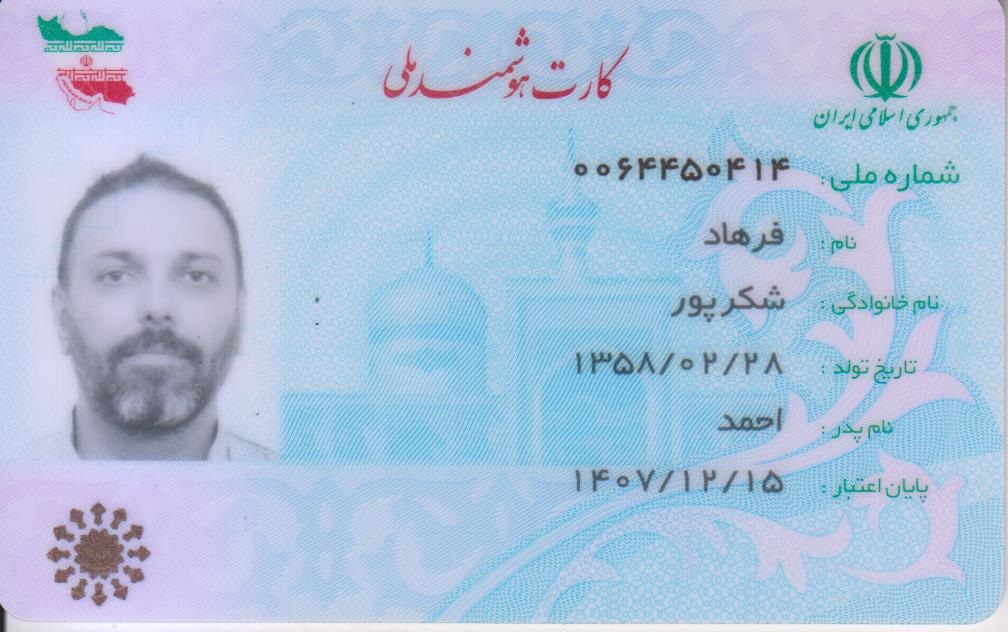 کارت هوشمند ملی
جمهوری اسلامی ایران
شماره ملی: ۰۰۶۴۴۵۰۴۱۴
نام: فرهاد
نام خانوادگی: شکرپور
تاریخ تولد: ۱۳۵۸/۰۲/۲۸
نام پدر: احمد
پایان اعتبار: ۱۴۰۷/۱۲/۱۵